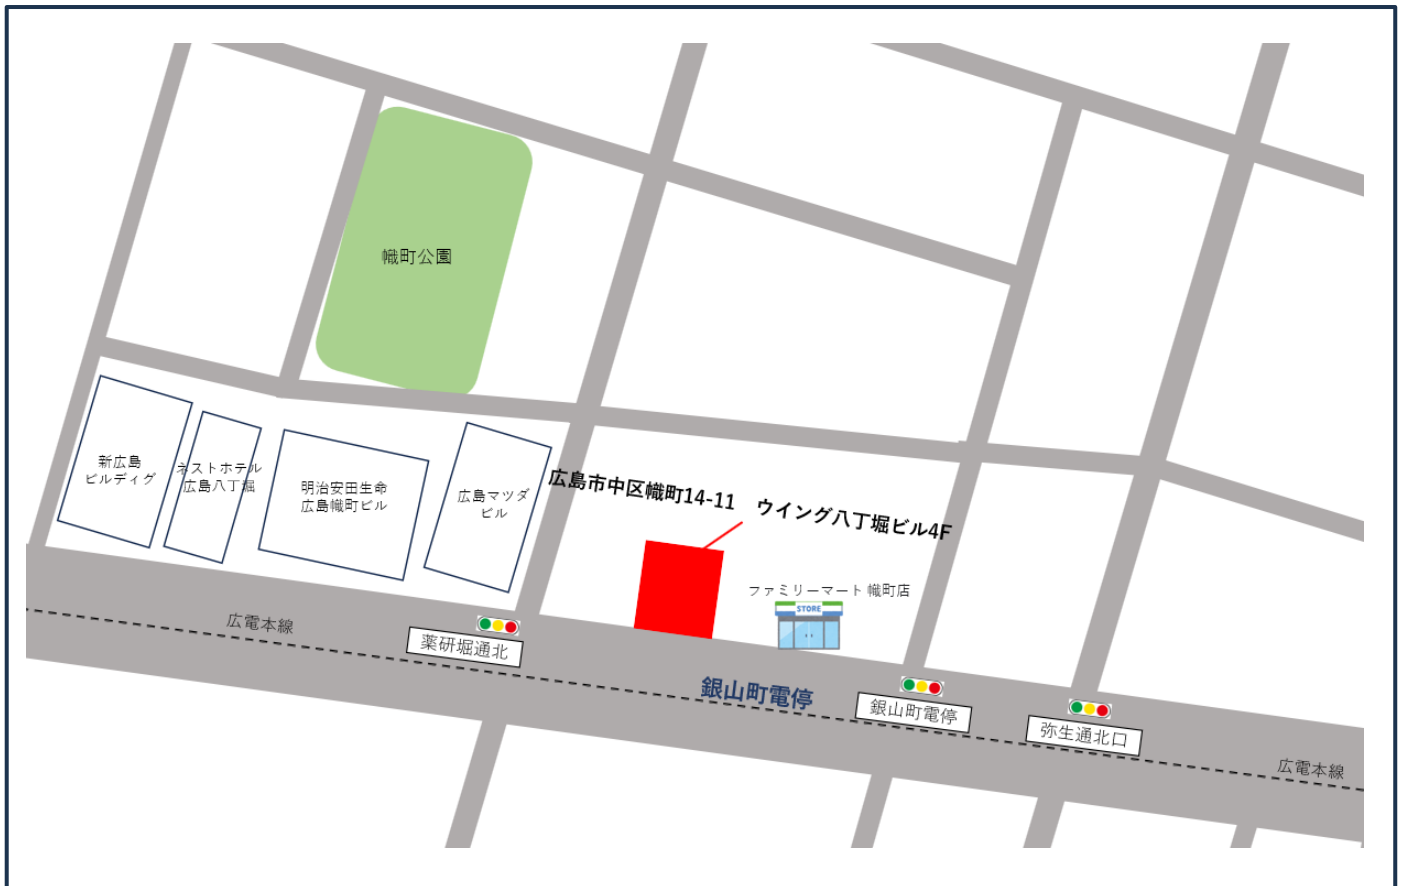 幟町公園
新広島
ビルディグ
ネストホテル
広島八丁堀
明治安田生命
広島幟町ビル
広島マツダ
ビル
広島市中区幟町14-11 ウイング八丁堀ビル4F
ファミリーマート 幟町店
STORE
広電本線
薬研堀通北
銀山町電停
銀山町電停
弥生通北口
広電本線